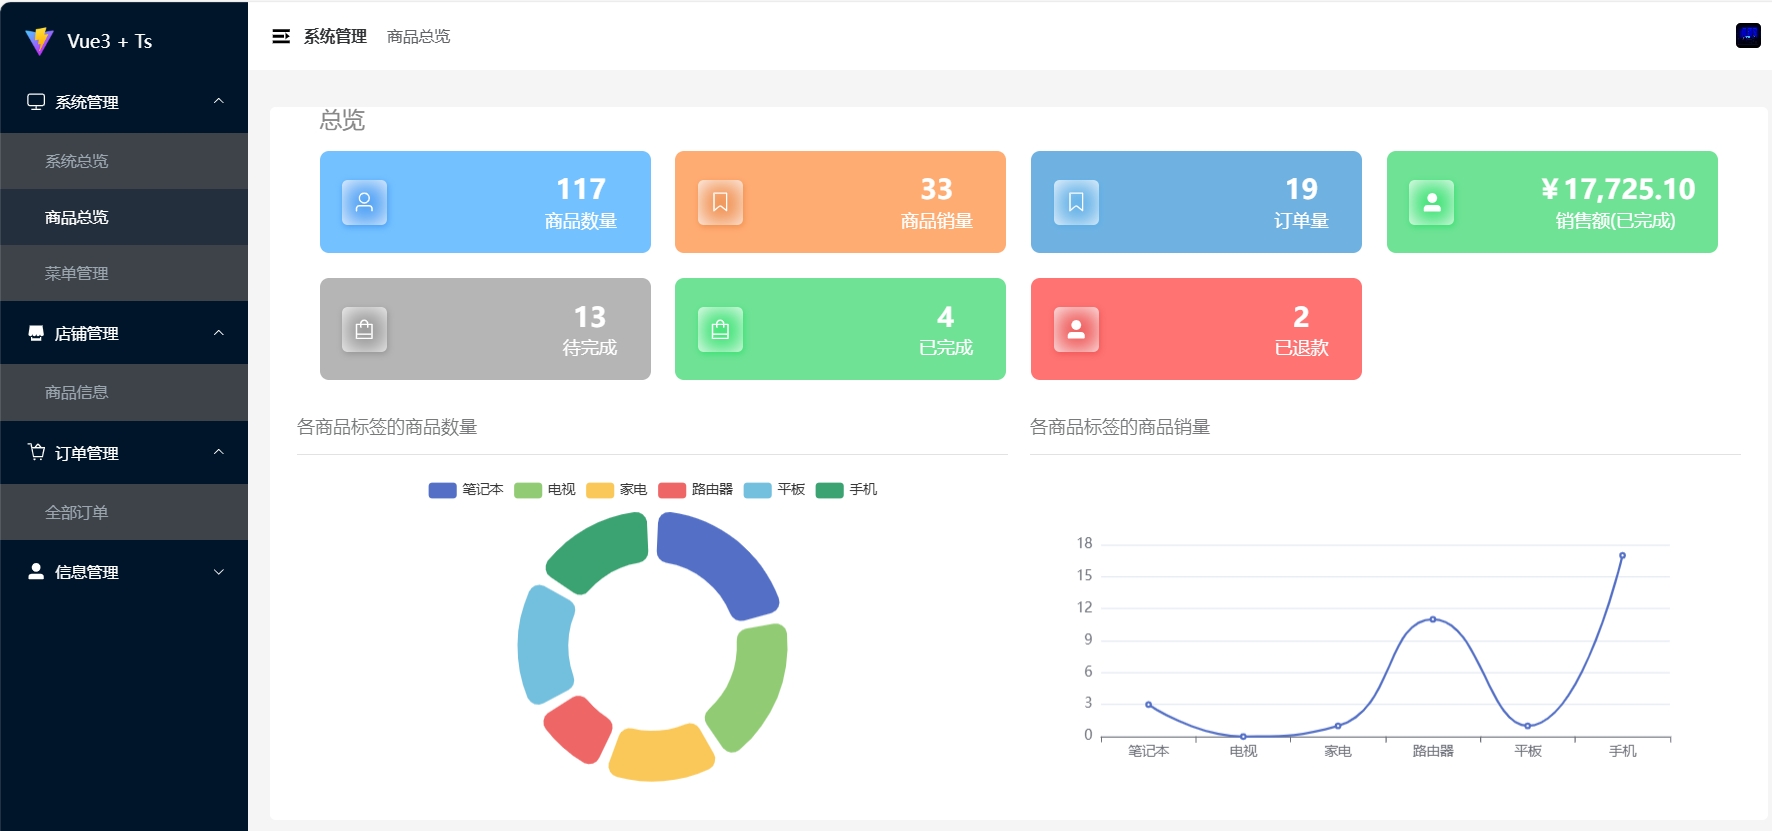 Vue3 + Ts
系统管理
系统总览
商品总览
菜单管理
店铺管理
商品信息
订单管理
全部订单
信息管理
系统管理 商品总览
总览
117
商品数量
33
商品销量
19
订单量
¥17,725.10
销售额(已完成)
13
待完成
4
已完成
2
已退款
各商品标签的商品数量
笔记本 电视 家电 路由器 平板 手机
各商品标签的商品销量
18
15
12
9
6
3
0
笔记本 电视 家电 路由器 平板 手机